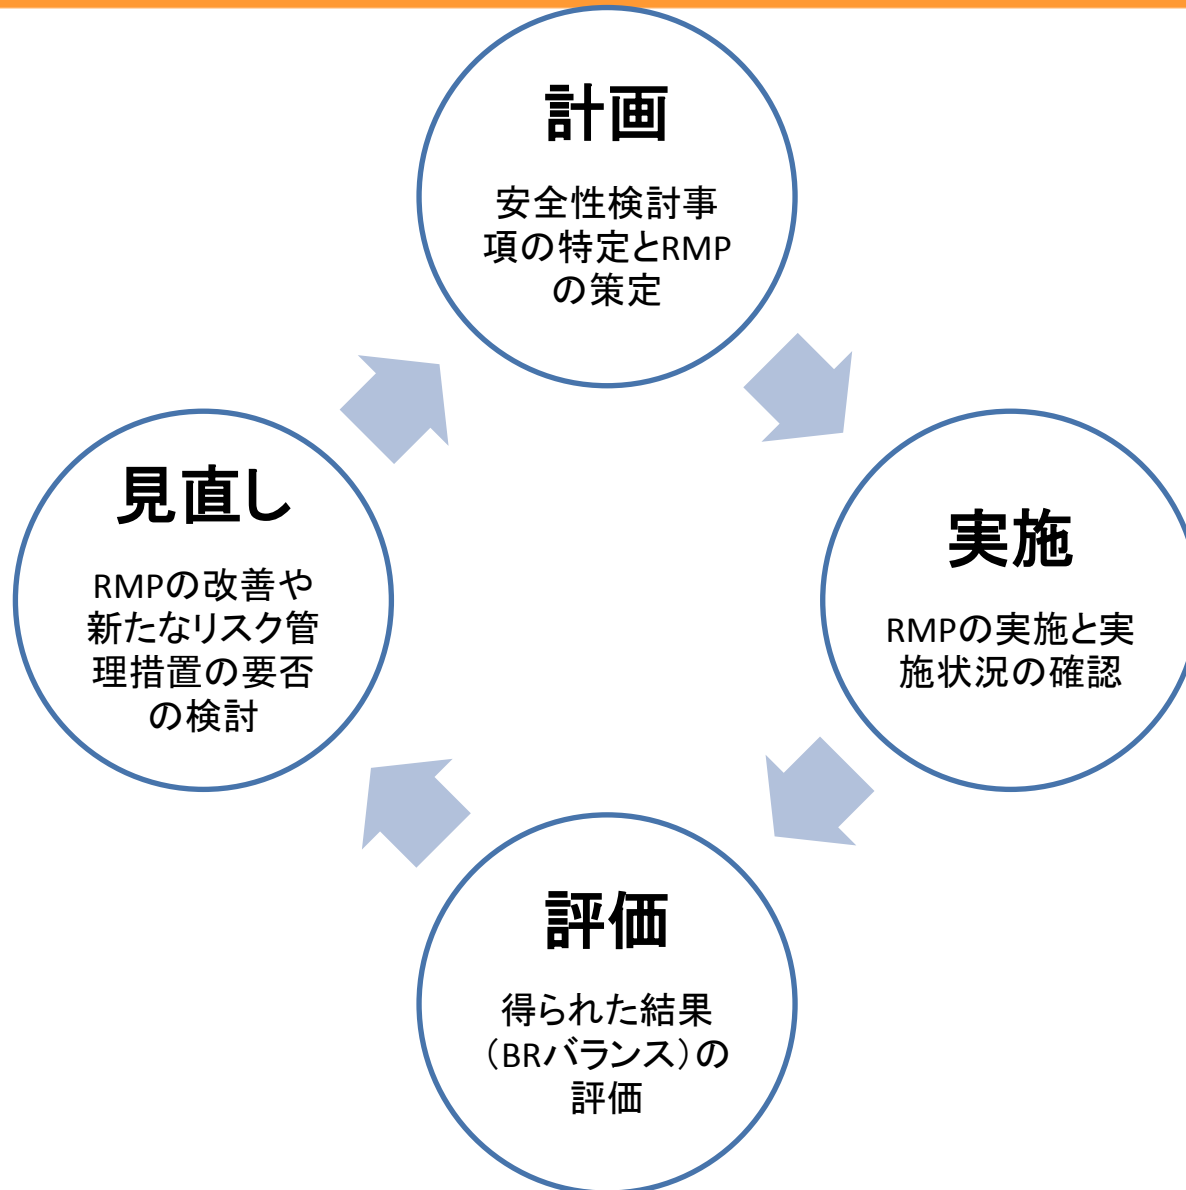 計画
安全性検討事
項の特定とRMP
の策定
見直し
RMPの改善や
新たなリスク管
理措置の要否
の検討
実施
RMPの実施と実
施状況の確認
評価
得られた結果
（BRバランス）の
評価